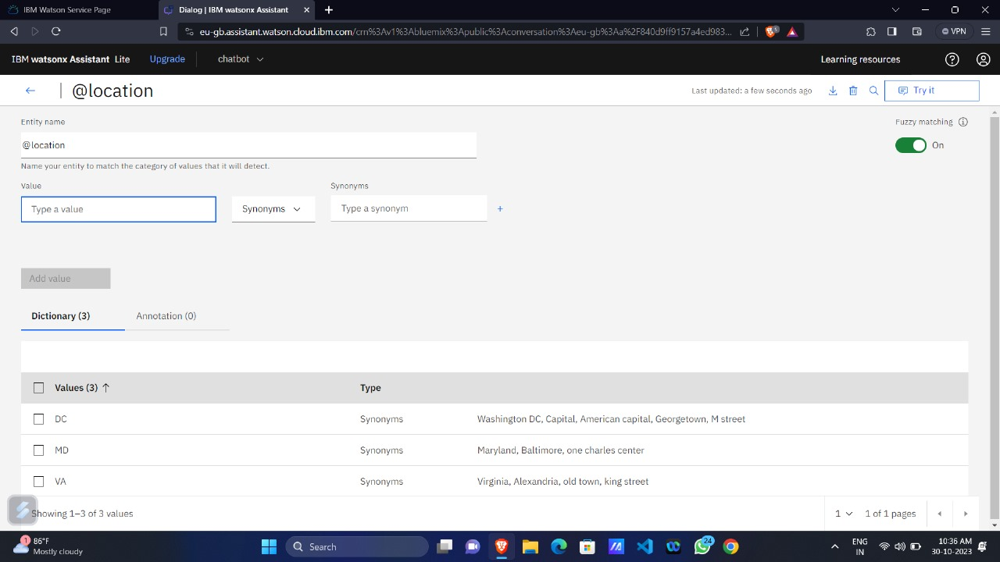 IBM Watson Service Page
Dialog | IBM watsonx Assistant
eu-gb.assistant.watson.cloud.ibm.com/crn%3Av1%3Abluemix%3Apublic%3Aconversation%3Aeu-gb%3Aa%2F840d9ff9157a4ed983...
5
VPN
IBM watsonx Assistant Lite
Upgrade
chatbot
Learning resources
@location
Last updated: a few seconds ago
Try it
Entity name
Fuzzy matching
@location
On
Name your entity to match the category of values that it will detect.
Value
Synonyms
Type a value
Synonyms
Type a synonym
+
Add value
Dictionary (3)
Annotation (0)
Values (3)
Type
DC
Synonyms
Washington DC, Capital, American capital, Georgetown, M street
MD
Synonyms
Maryland, Baltimore, one charles center
VA
Synonyms
Virginia, Alexandria, old town, king street
Showing 1–3 of 3 values
1
1 of 1 pages
1
86°F
Mostly cloudy
Search
24
ENG
IN
10:36 AM
30-10-2023